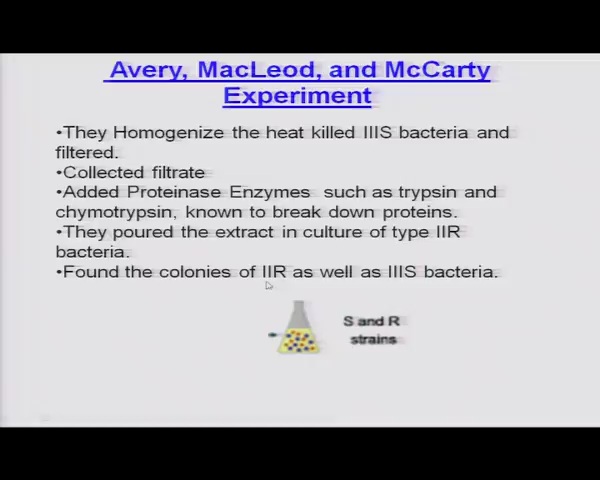 Avery, MacLeod, and McCarty
Experiment
•They Homogenize the heat killed IIIS bacteria and
filtered.
•Collected filtrate
•Added Proteinase Enzymes such as trypsin and
chymotrypsin, known to break down proteins.
•They poured the extract in culture of type IIR
bacteria.
•Found the colonies of IIR as well as IIIS bacteria.
S and R
strains